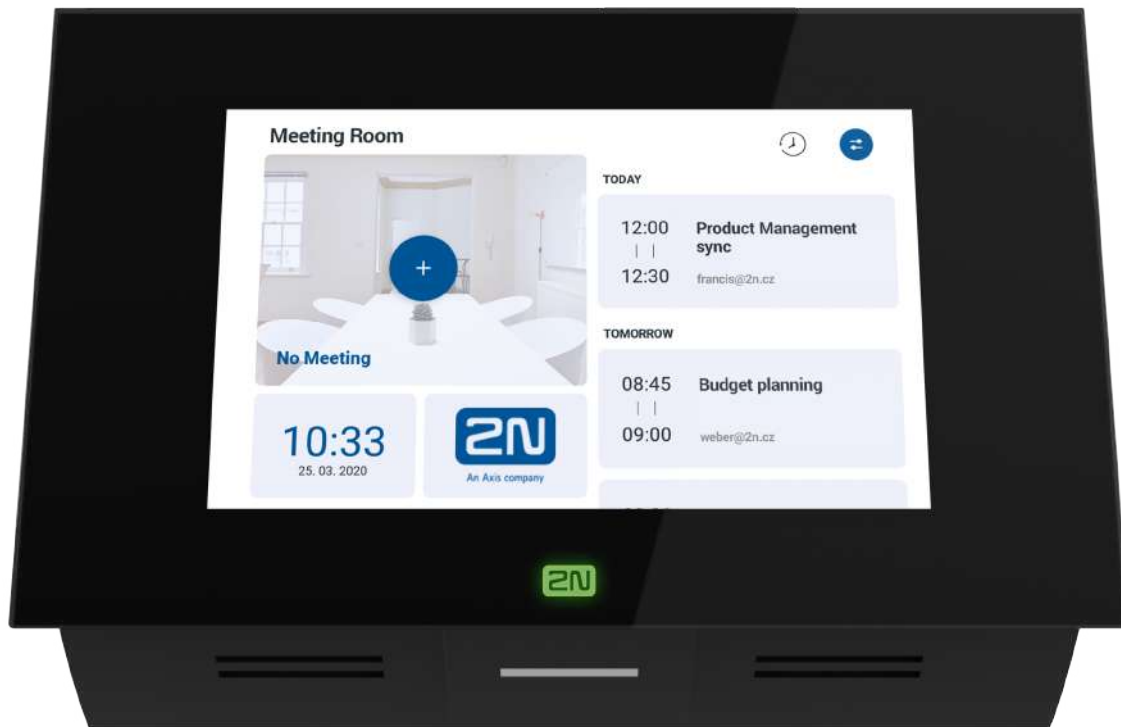 Meeting Room
No Meeting
10:33
25. 03. 2020
2N
An Axis company
TODAY
12:00
Product Management
sync
12:30
francis@2n.cz
TOMORROW
08:45
Budget planning
09:00
weber@2n.cz
2N